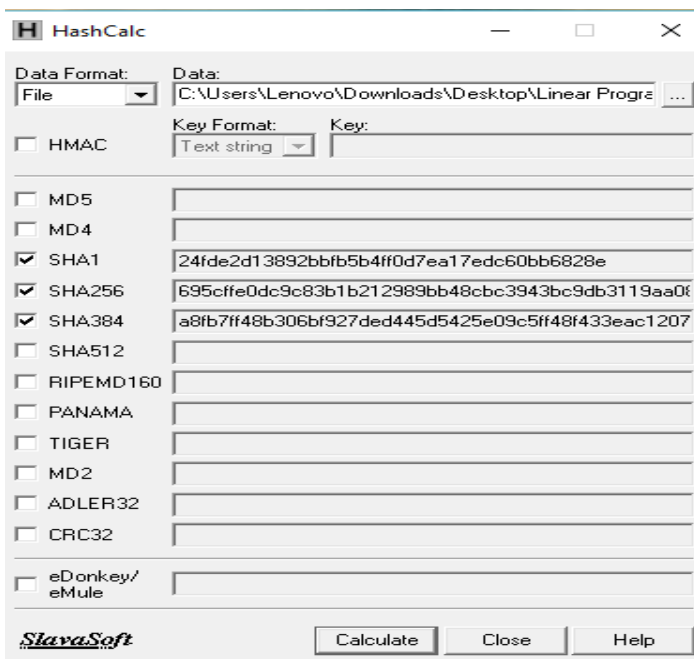 H HashCalc
Data Format: Data:
File C:\Users\Lenovo\Downloads\Desktop\Linear Progra ...
Key Format: Key:
HMAC Text string
MD5
MD4
SHA1 24fde2d13892bbfb5b4ff0d7ea17edc60bb6828e
SHA256 695cffe0dc9c83b1b212989bb48cbc3943bc9db3119aa08
SHA384 a8fb7ff48b306bf927ded445d5425e09c5ff48f433eac1207
SHA512
RIPEMD160
PANAMA
TIGER
MD2
ADLER32
CRC32
eDonkey/
eMule
SlavaSoft Calculate Close Help